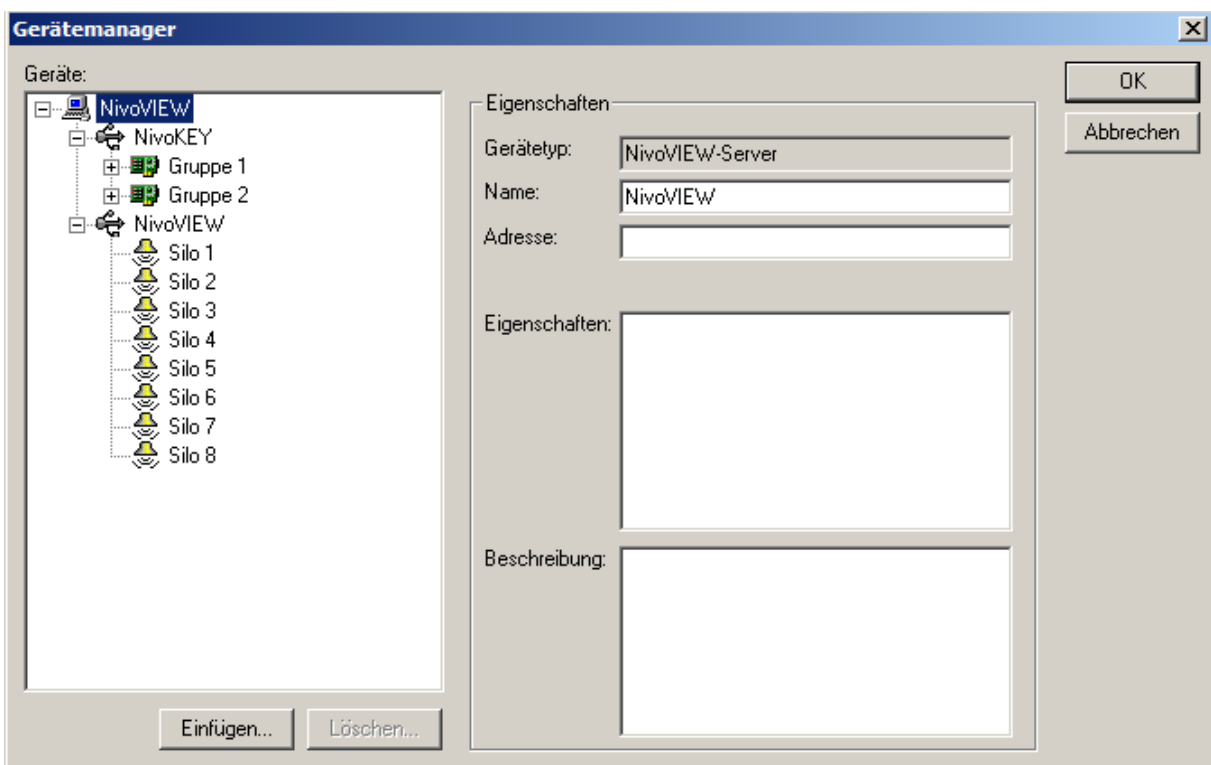 Gerätemanager
Geräte:
NivoVIEW
NivoKEY
Gruppe 1
Gruppe 2
NivoVIEW
Silo 1
Silo 2
Silo 3
Silo 4
Silo 5
Silo 6
Silo 7
Silo 8
Einfügen...
Löschen...
Eigenschaften
Gerätetyp: NivoVIEW-Server
Name: NivoVIEW
Adresse:
Eigenschaften:
Beschreibung:
OK
Abbrechen